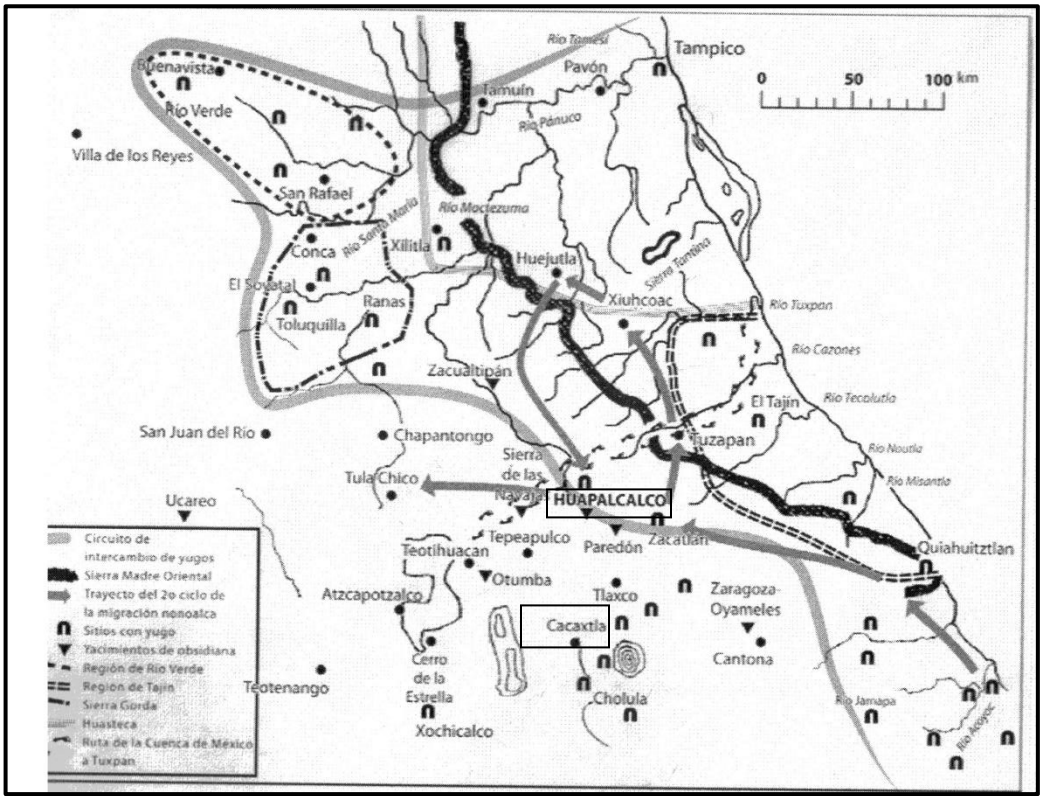 Río Tamesí
Tampico
Buenavista
Pavón
0 50 100 km
Tamuín
Río Verde
Río Pánuco
Villa de los Reyes
San Rafael
Río Moctezuma
Río Santa María
Conca
Xilitla
Huejutla
Sierra Tantina
El Soyatal
Ranas
Xiuhcoac
Río Tuxpan
Toluquilla
Río Cazones
Zacualtipán
El Tajín
Río Tecolutla
San Juan del Río
Chapantongo
Tuzapan
Río Nautla
Sierra
de las
Navajas
Tula Chico
Río Misantla
Ucareo
HUAPALCALCO
Zacatlán
Quiahuitztlan
Tepeapulco
Paredón
Teotihuacan
Otumba
Atzcapotzalco
Tlaxco
Zaragoza-
Oyameles
Cacaxtla
Cerro
de la
Estrella
Cantona
Teotenango
Cholula
Río Jamapa
Xochicalco
Río Acoyoc
Circuito de
intercambio de yugos
Sierra Madre Oriental
Trayecto del 2o ciclo de
la migración nonoalca
Sitios con yugo
Yacimientos de obsidiana
Región de Río Verde
Región de Tajín
Sierra Gorda
Huasteca
Ruta de la Cuenca de México
a Tuxpan